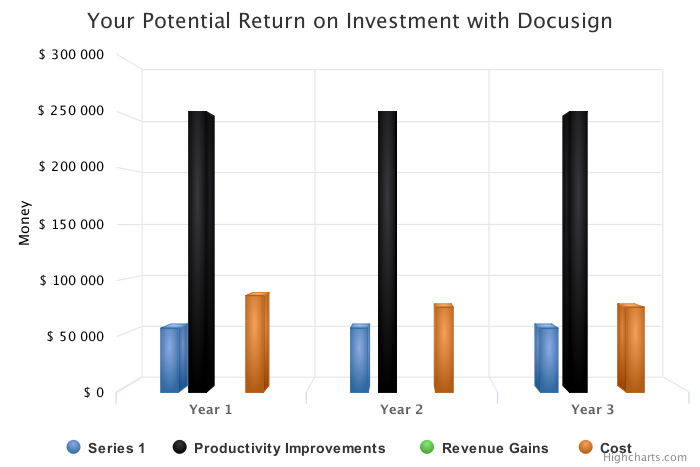 Your Potential Return on Investment with Docusign
$ 300 000
$ 250 000
$ 200 000
$ 150 000
$ 100 000
$ 50 000
$ 0
Money
Year 1 Year 2 Year 3
Series 1 Productivity Improvements Revenue Gains Cost
Highcharts.com